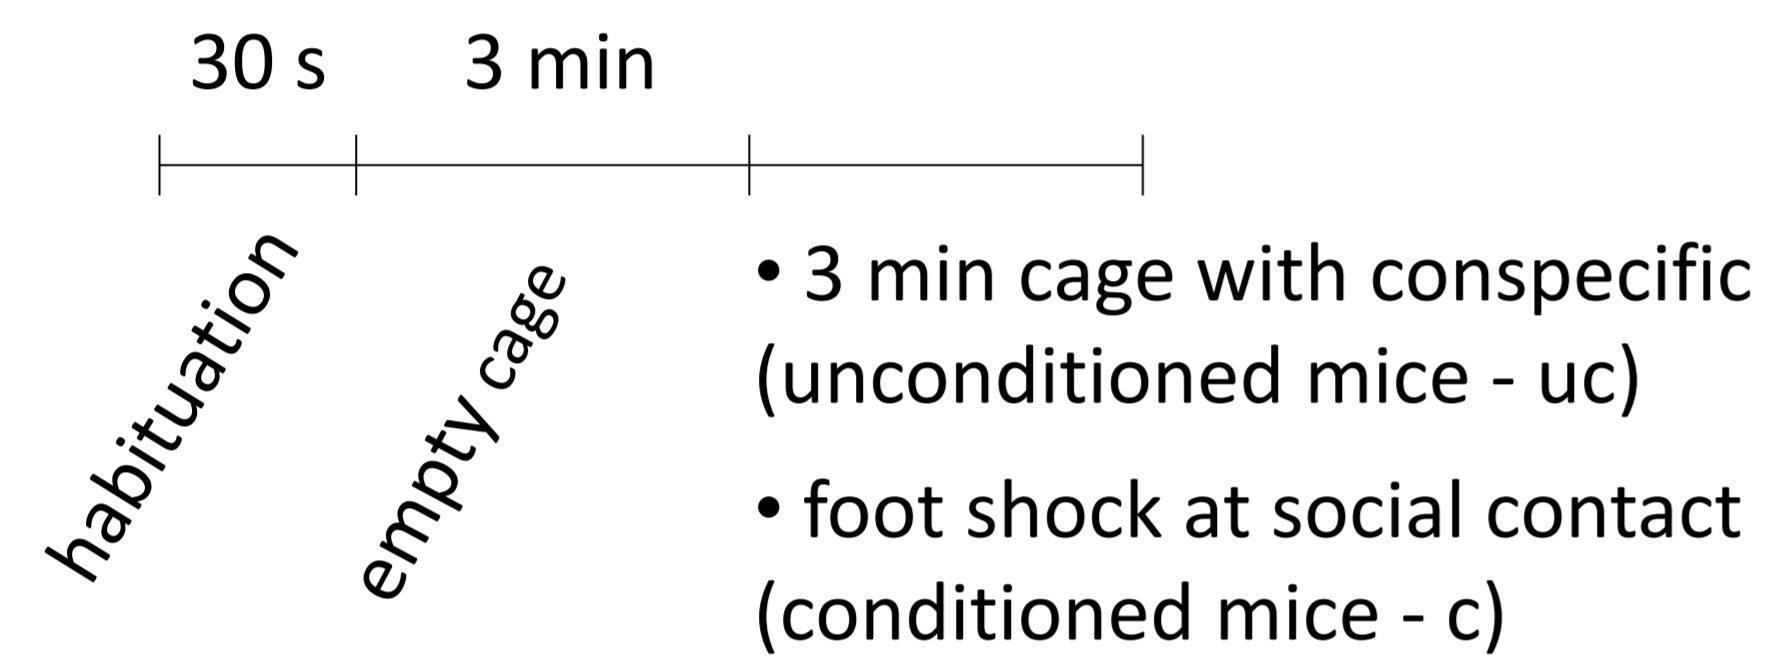 30 s
3 min
habituation
empty cage
• 3 min cage with conspecific
(unconditioned mice - uc)
• foot shock at social contact
(conditioned mice - c)